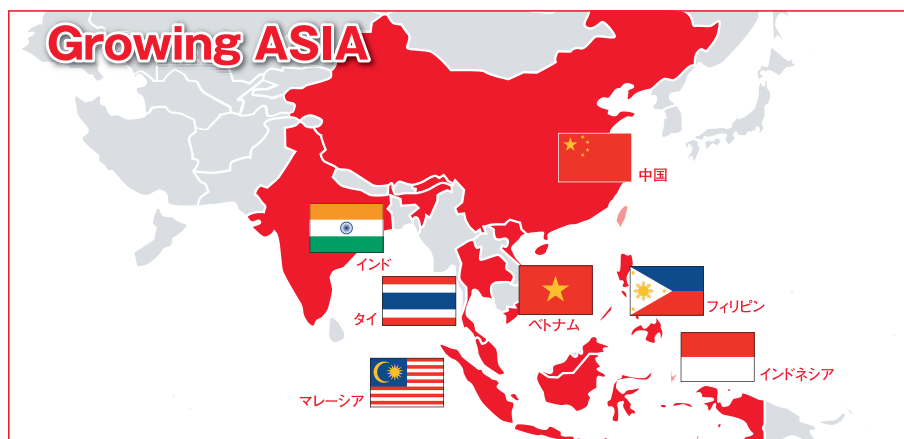 Growing ASIA
中国
インド
タイ
ベトナム
フィリピン
マレーシア
インドネシア